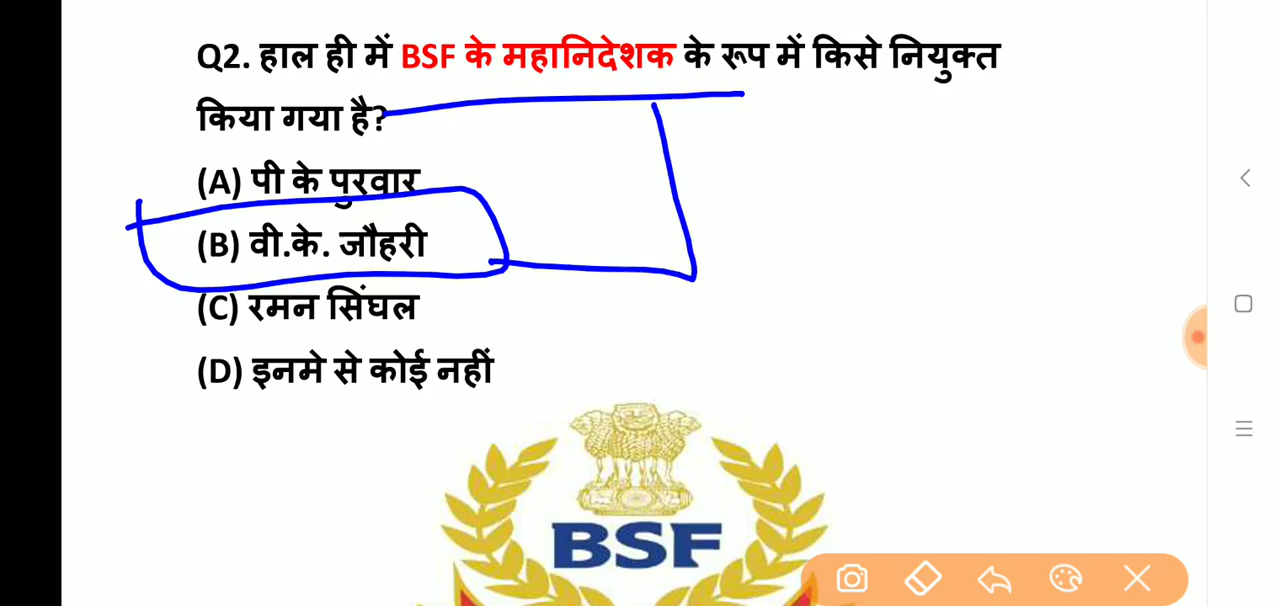 Q2. हाल ही में BSF के महानिदेशक के रूप में किसे नियुक्त
किया गया है?
(A) पी के पुरवार
(B) वी.के. जौहरी
(C) रमन सिंघल
(D) इनमे से कोई नहीं
BSF